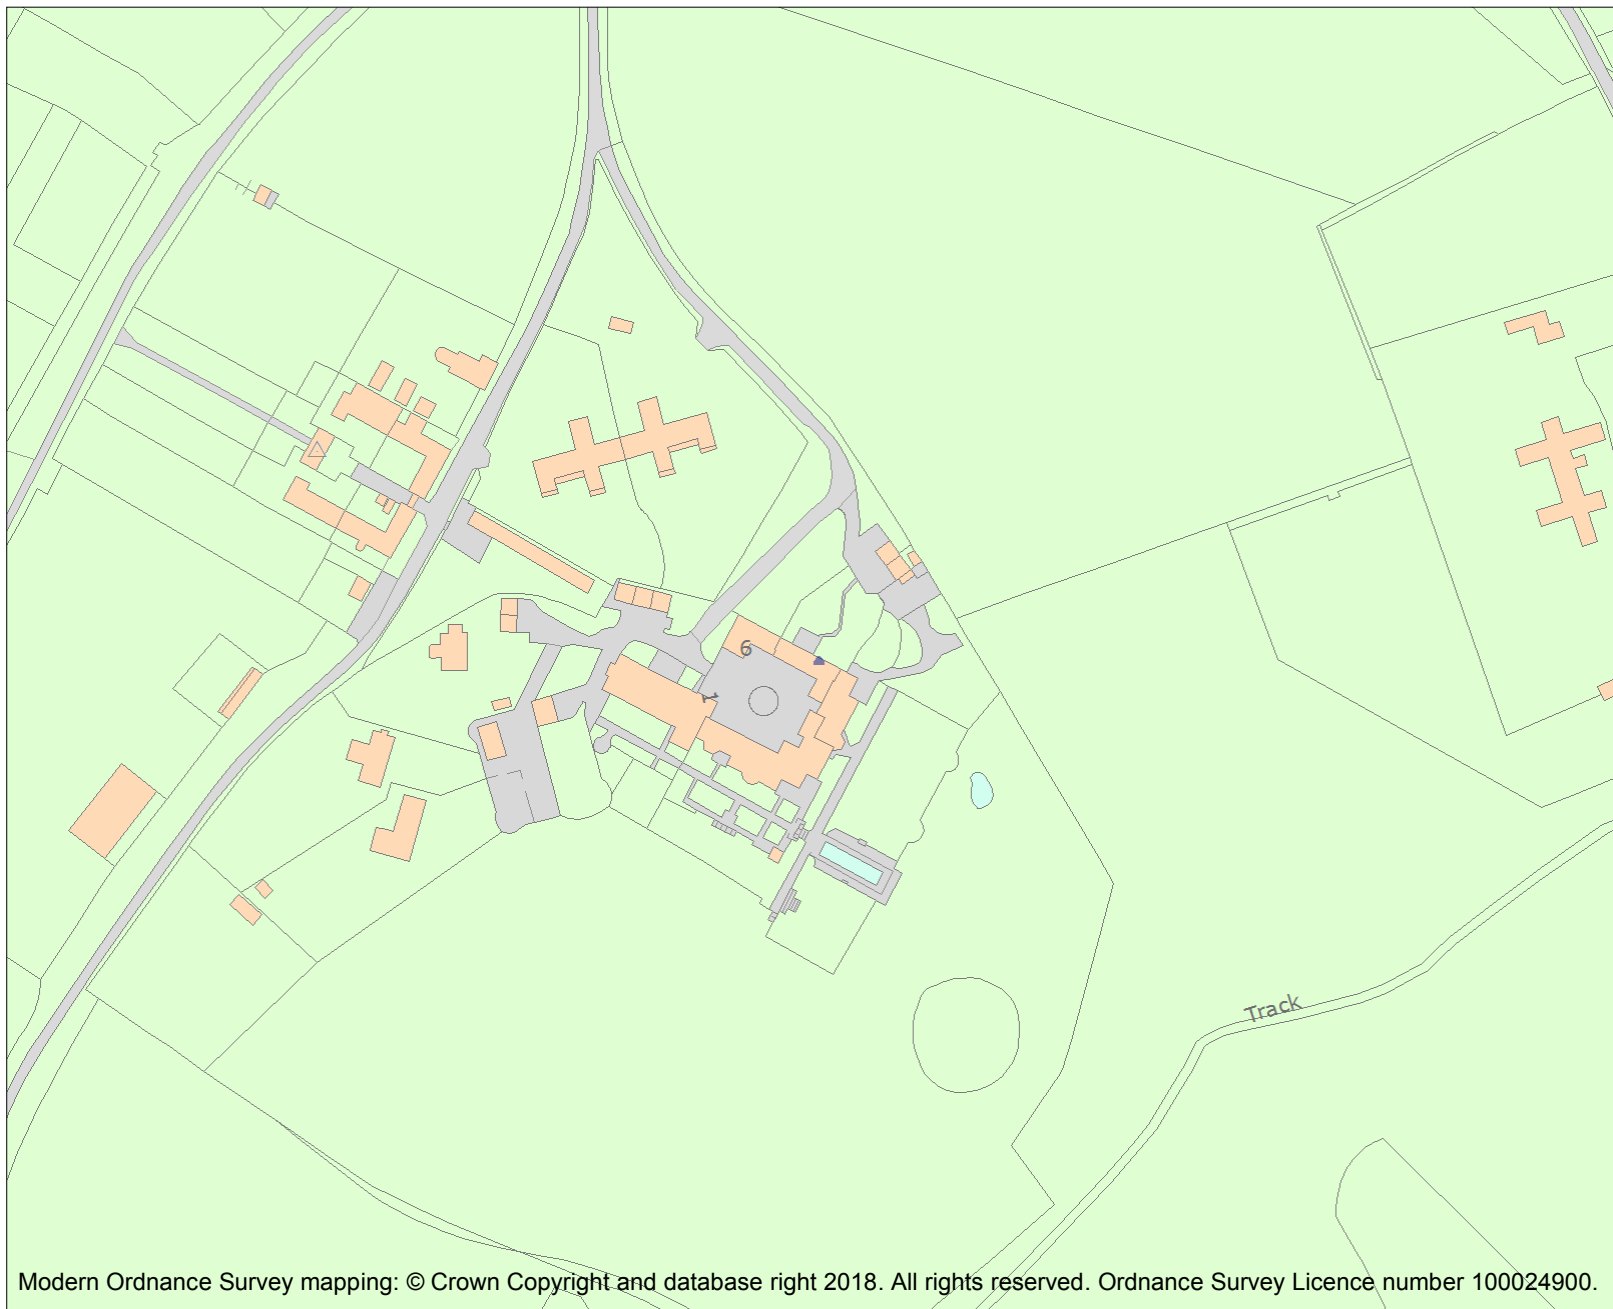 6
1
Track
Modern Ordnance Survey mapping: © Crown Copyright and database right 2018. All rights reserved. Ordnance Survey Licence number 100024900.